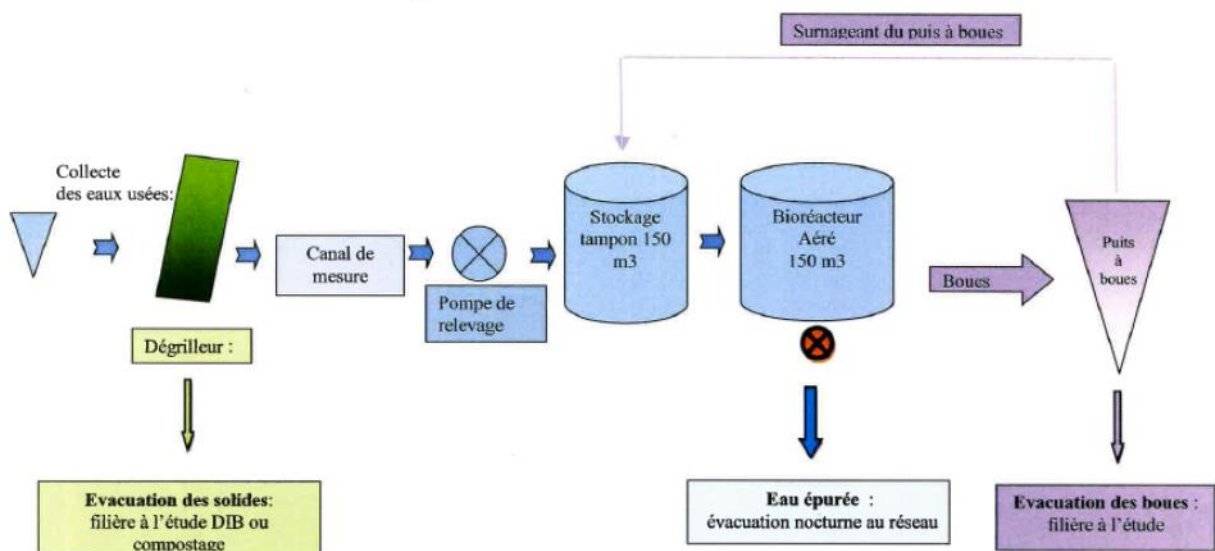 Surnageant du puis à boues
Collecte
des eaux usées:
Canal de
mesure
Pompe de
relevage
Stockage
tampon 150
m3
Bioréacteur
Aéré
150 m3
Boues
Puits
à
boues
Dégrilleur :
Evacuation des solides:
filière à l'étude DIB ou
compostage
Eau épurée :
évacuation nocturne au réseau
Evacuation des boues :
filière à l'étude